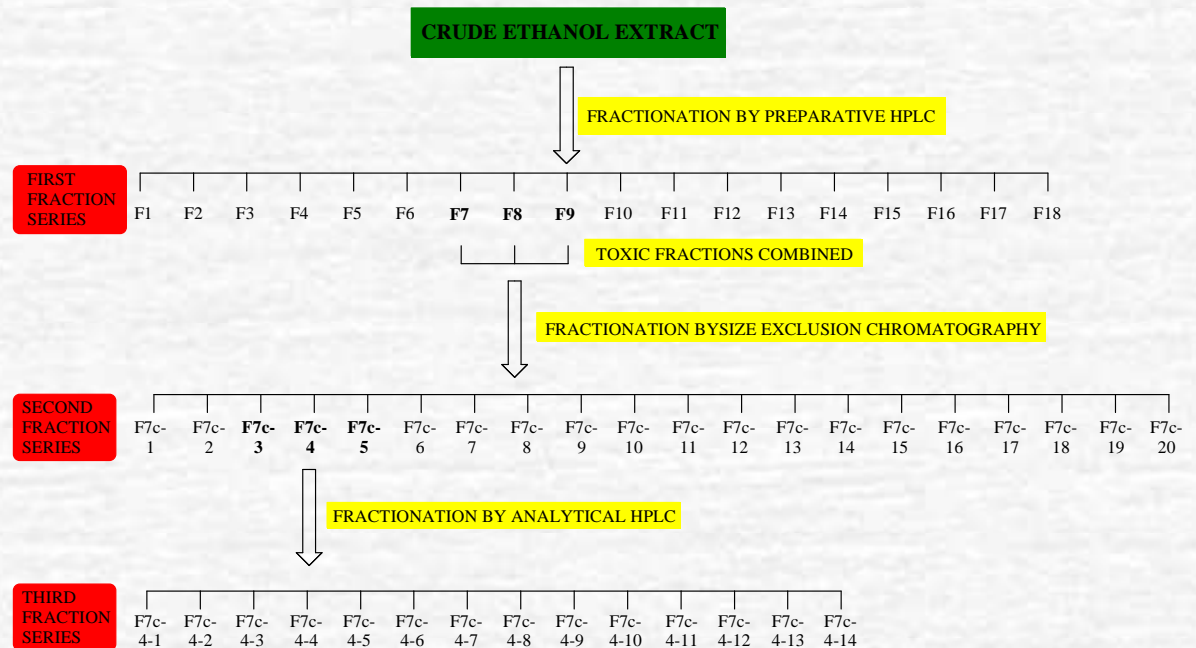 CRUDE ETHANOL EXTRACT
FRACTIONATION BY PREPARATIVE HPLC
FIRST
FRACTION
SERIES
F1 F2 F3 F4 F5 F6 F7 F8 F9 F10 F11 F12 F13 F14 F15 F16 F17 F18
TOXIC FRACTIONS COMBINED
FRACTIONATION BYSIZE EXCLUSION CHROMATOGRAPHY
SECOND
FRACTION
SERIES
F7c- F7c- F7c- F7c- F7c- F7c- F7c- F7c- F7c- F7c- F7c- F7c- F7c- F7c- F7c- F7c- F7c- F7c- F7c- F7c-
1 2 3 4 5 6 7 8 9 10 11 12 13 14 15 16 17 18 19 20
FRACTIONATION BY ANALYTICAL HPLC
THIRD
FRACTION
SERIES
F7c- F7c- F7c- F7c- F7c- F7c- F7c- F7c- F7c- F7c- F7c- F7c- F7c- F7c-
4-1 4-2 4-3 4-4 4-5 4-6 4-7 4-8 4-9 4-10 4-11 4-12 4-13 4-14